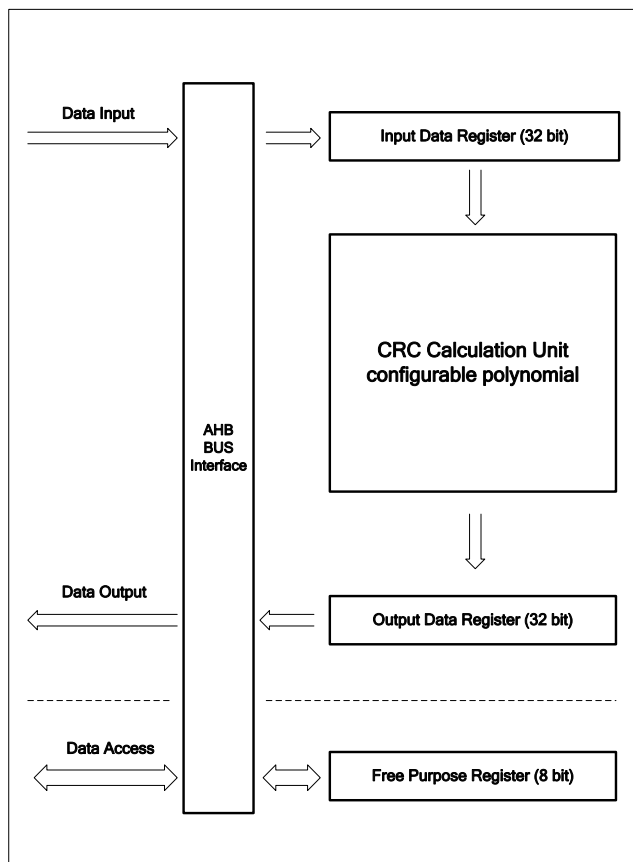 Data Input
Input Data Register (32 bit)
CRC Calculation Unit
configurable polynomial
AHB
BUS
Interface
Data Output
Output Data Register (32 bit)
Data Access
Free Purpose Register (8 bit)